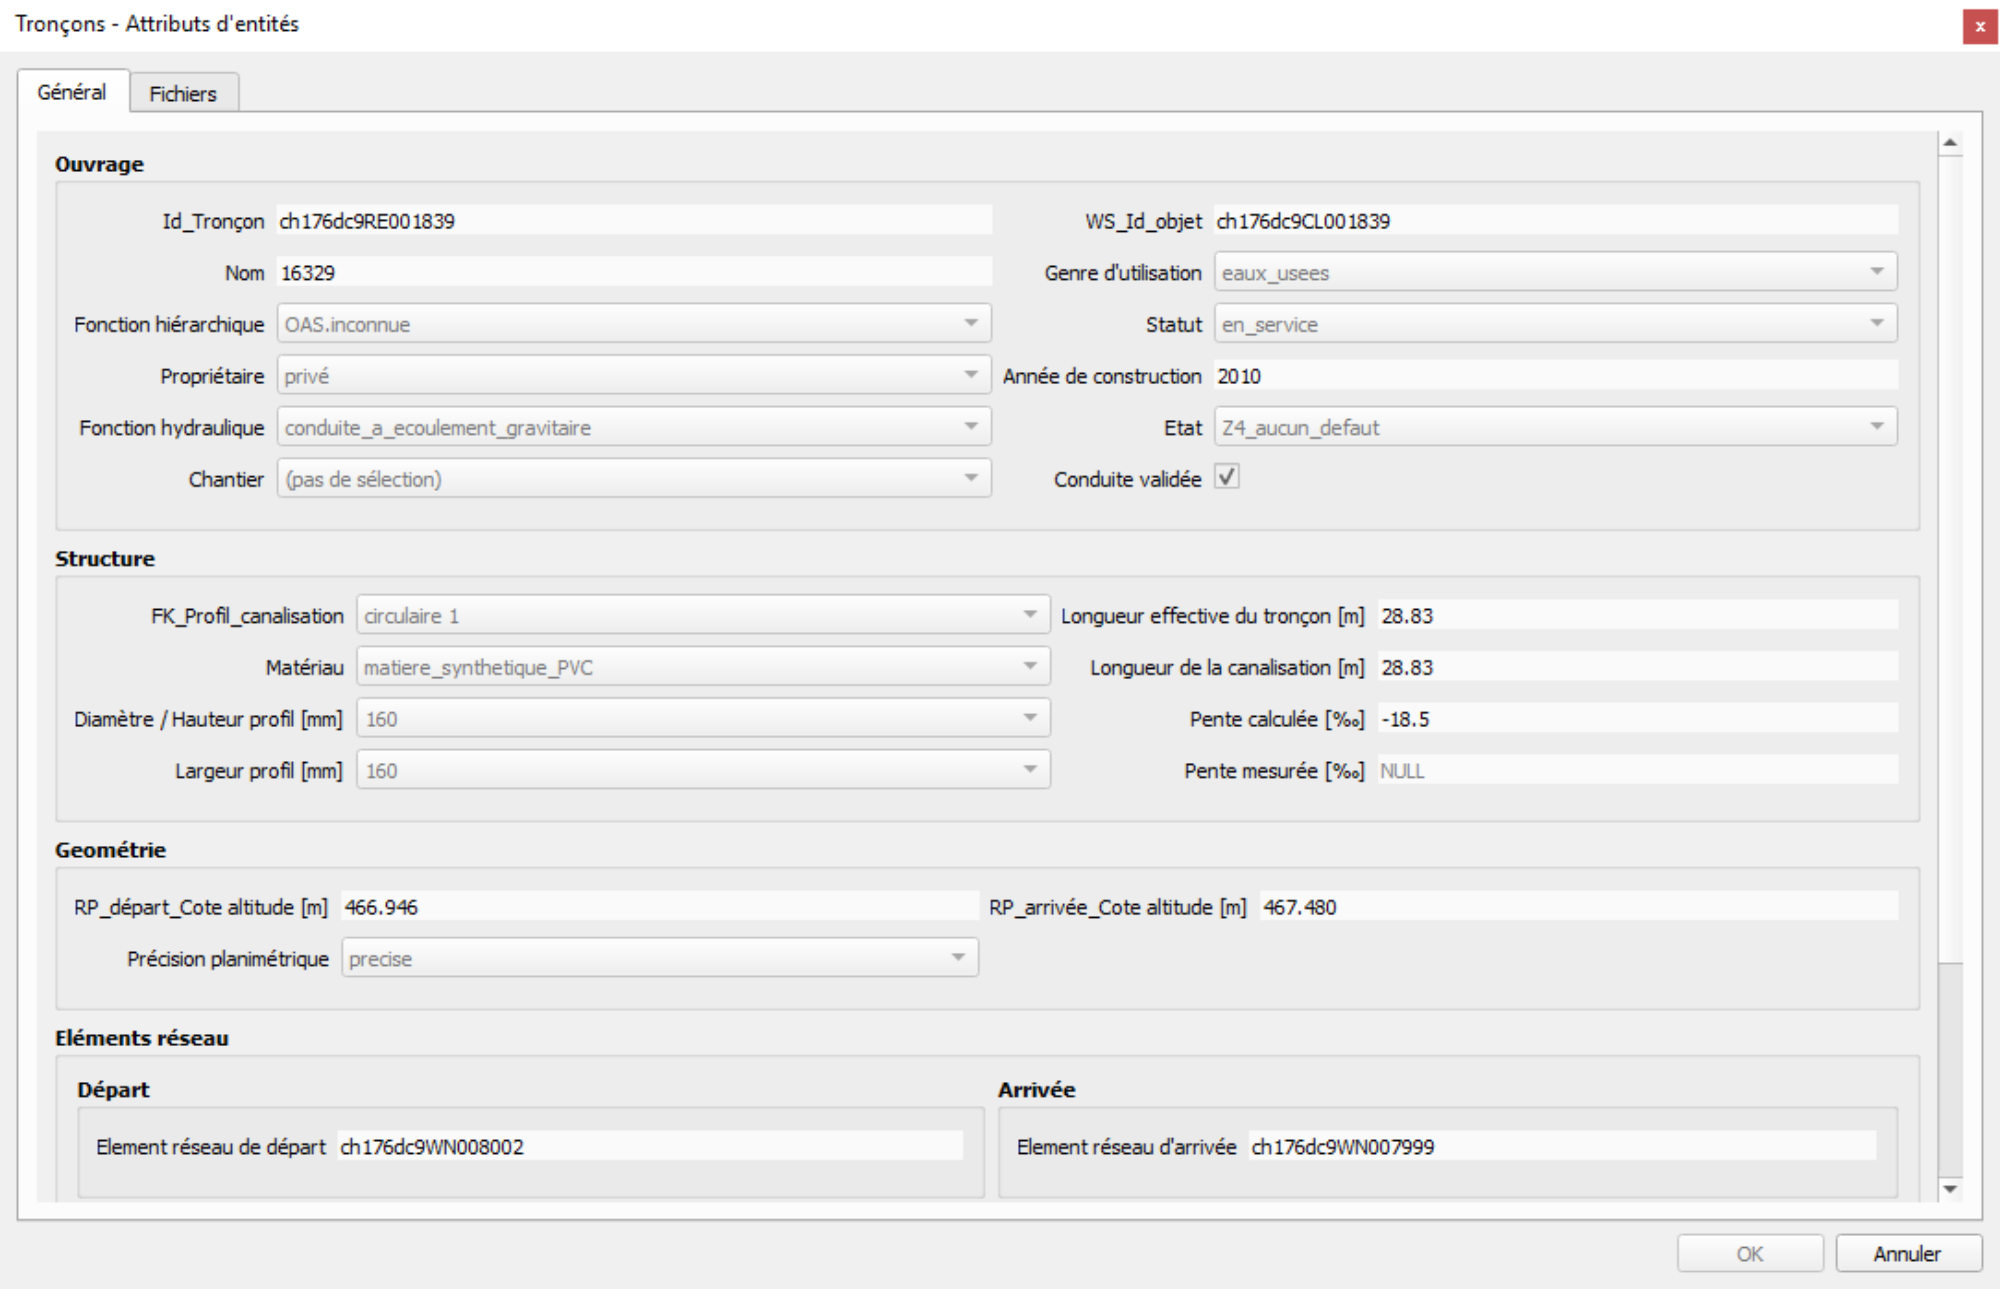 Tronçons - Attributs d'entités
x
Général Fichiers
Ouvrage
Id_Tronçon ch176dc9RE001839 WS_Id_objet ch176dc9CL001839
Nom 16329 Genre d'utilisation eaux_usees
Fonction hiérarchique OAS.inconnue Statut en_service
Propriétaire privé Année de construction 2010
Fonction hydraulique conduite_a_ecoulement_gravitaire Etat Z4_aucun_defaut
Chantier (pas de sélection) Conduite validée
Structure
FK_Profil_canalisation circulaire 1 Longueur effective du tronçon [m] 28.83
Matériau matiere_synthetique_PVC Longueur de la canalisation [m] 28.83
Diamètre / Hauteur profil [mm] 160 Pente calculée [‰] -18.5
Largeur profil [mm] 160 Pente mesurée [‰] NULL
Geométrie
RP_départ_Cote altitude [m] 466.946 RP_arrivée_Cote altitude [m] 467.480
Précision planimétrique precise
Eléments réseau
Départ Arrivée
Element réseau de départ ch176dc9WN008002 Element réseau d'arrivée ch176dc9WN007999
OK Annuler